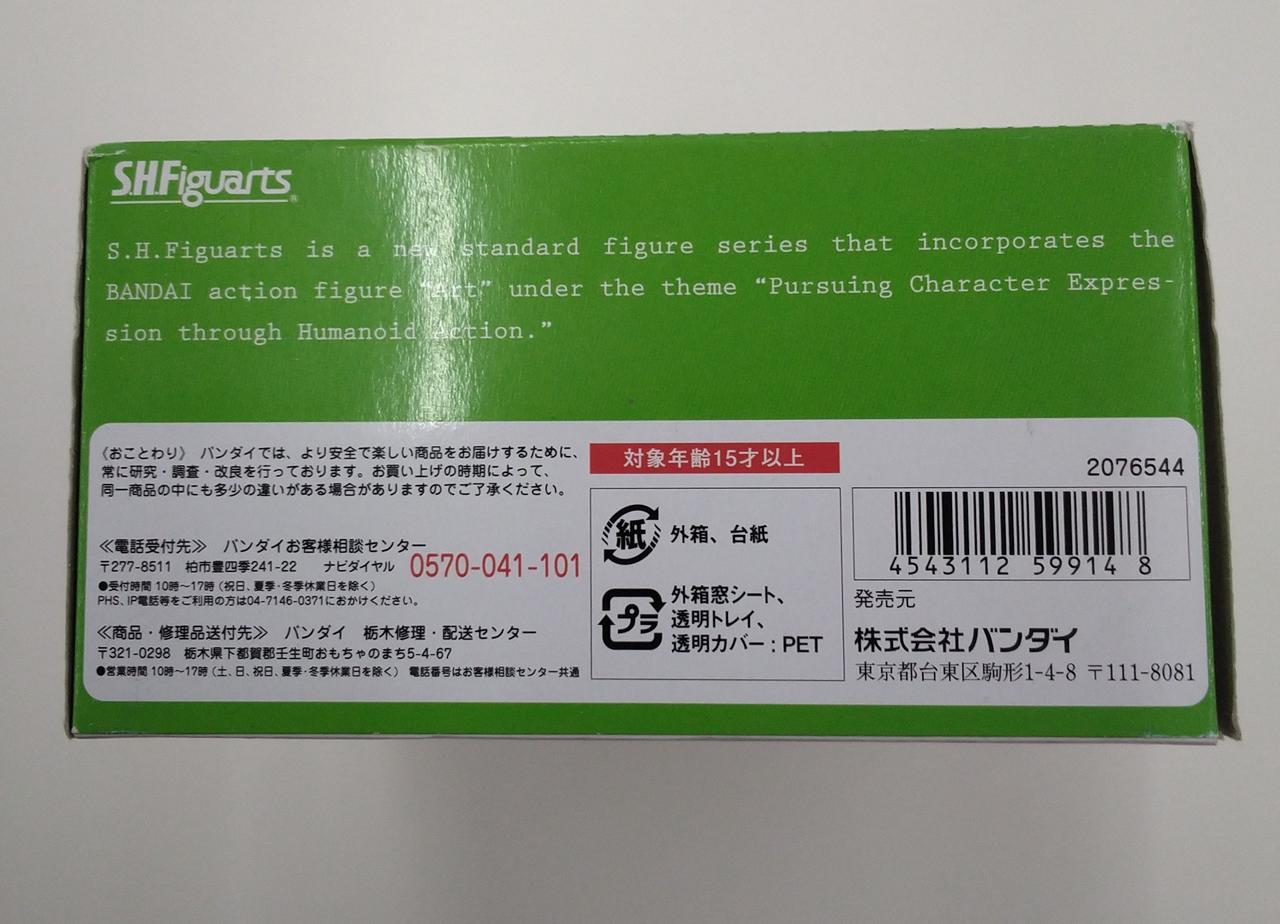 S.H.Figuarts®
S.H.Figuarts is a new standard figure series that incorporates the
BANDAI action figure “Art” under the theme “Pursuing Character Expres-
sion through Humanoid Action.”
《おことわり》 バンダイでは、より安全で楽しい商品をお届けするために、
常に研究・調査・改良を行っております。お買い上げの時期によって、
同一商品の中にも多少の違いがある場合がありますのでご了承ください。
≪電話受付先≫ バンダイお客様相談センター
〒277-8511 柏市豊四季241-22 ナビダイヤル 0570-041-101
●受付時間 10時～17時（祝日、夏季・冬季休業日を除く）
PHS、IP電話等をご利用の方は04-7146-0371におかけください。
≪商品・修理品送付先≫ バンダイ 栃木修理・配送センター
〒321-0298 栃木県下都賀郡壬生町おもちゃのまち5-4-67
●営業時間 10時～17時（土、日、祝日、夏季・冬季休業日を除く） 電話番号はお客様相談センター共通
対象年齢15才以上
紙 外箱、台紙
プラ 外箱窓シート、
透明トレイ、
透明カバー：PET
2076544
4543112 59914 8
発売元
株式会社バンダイ
東京都台東区駒形1-4-8 〒111-8081